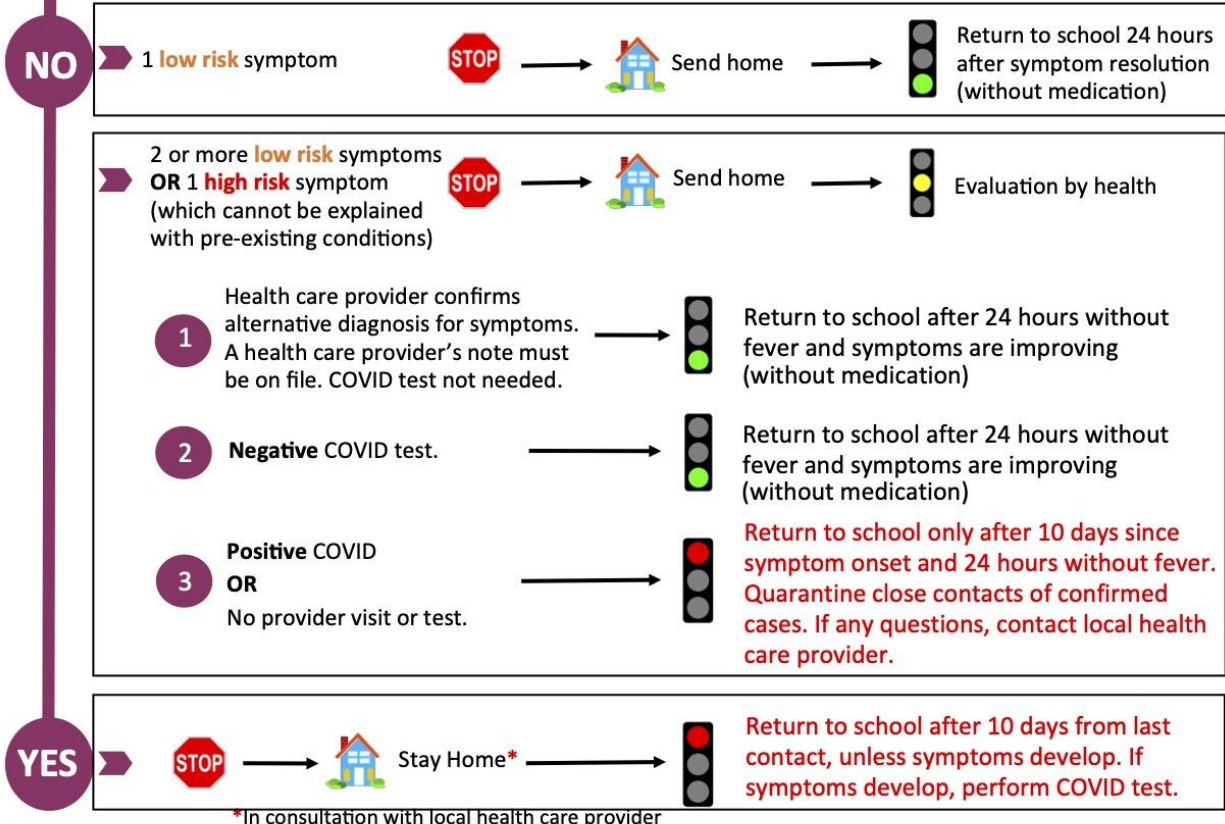 NO
1 low risk symptom
STOP
Send home
Return to school 24 hours
after symptom resolution
(without medication)
2 or more low risk symptoms
OR 1 high risk symptom
(which cannot be explained
with pre-existing conditions)
STOP
Send home
Evaluation by health
1
Health care provider confirms
alternative diagnosis for symptoms.
A health care provider’s note must
be on file. COVID test not needed.
Return to school after 24 hours without
fever and symptoms are improving
(without medication)
2
Negative COVID test.
Return to school after 24 hours without
fever and symptoms are improving
(without medication)
3
Positive COVID
OR
No provider visit or test.
Return to school only after 10 days since
symptom onset and 24 hours without fever.
Quarantine close contacts of confirmed
cases. If any questions, contact local health
care provider.
YES
STOP
Stay Home*
Return to school after 10 days from last
contact, unless symptoms develop. If
symptoms develop, perform COVID test.
*In consultation with local health care provider